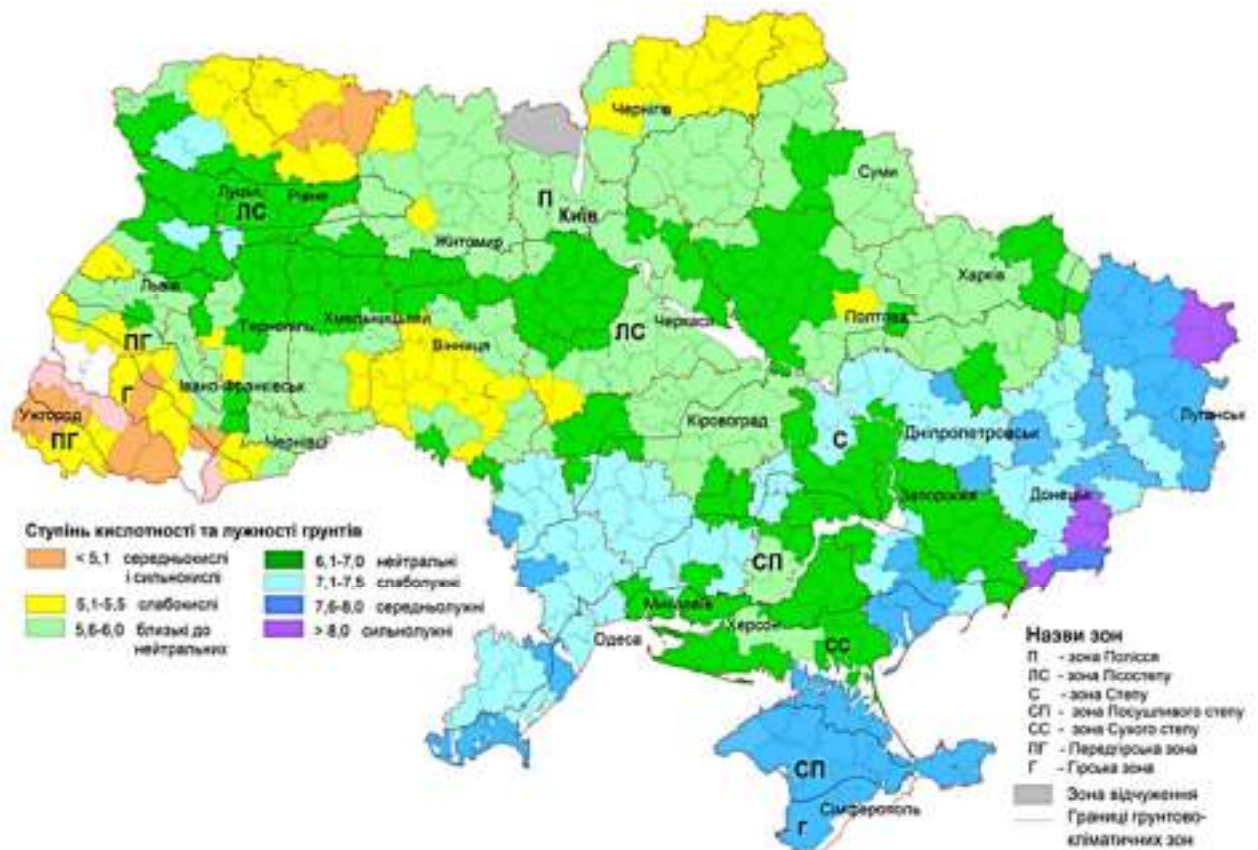 Чернігів
Суми
Луцьк
Рівне
ЛС
П
Київ
Житомир
Харків
Львів
Тернопіль
Хмельницький
Вінниця
ЛС
Черкаси
Полтава
ПГ
Г
Івано-Франківськ
Ужгород
ПГ
Чернівці
Кіровоград
С
Дніпропетровськ
Луганськ
Запоріжжя
Донецьк
СП
Миколаїв
Херсон
Одеса
СС
СП
Сімферополь
Г
Ступінь кислотності та лужності грунтів
< 5,1 середньокислі
і сильнокислі
5,1-5,5 слабокислі
5,6-6,0 близькі до
нейтральних
6,1-7,0 нейтральні
7,1-7,5 слаболужні
7,6-8,0 середньолужні
> 8,0 сильнолужні
Назви зон
П - зона Полісся
ЛС - зона Лісостепу
С - зона Степу
СП - зона Посушливого степу
СС - зона Сухого степу
ПГ - Передгірська зона
Г - Гірська зона
Зона відчуження
Границі грунтово-
кліматичних зон